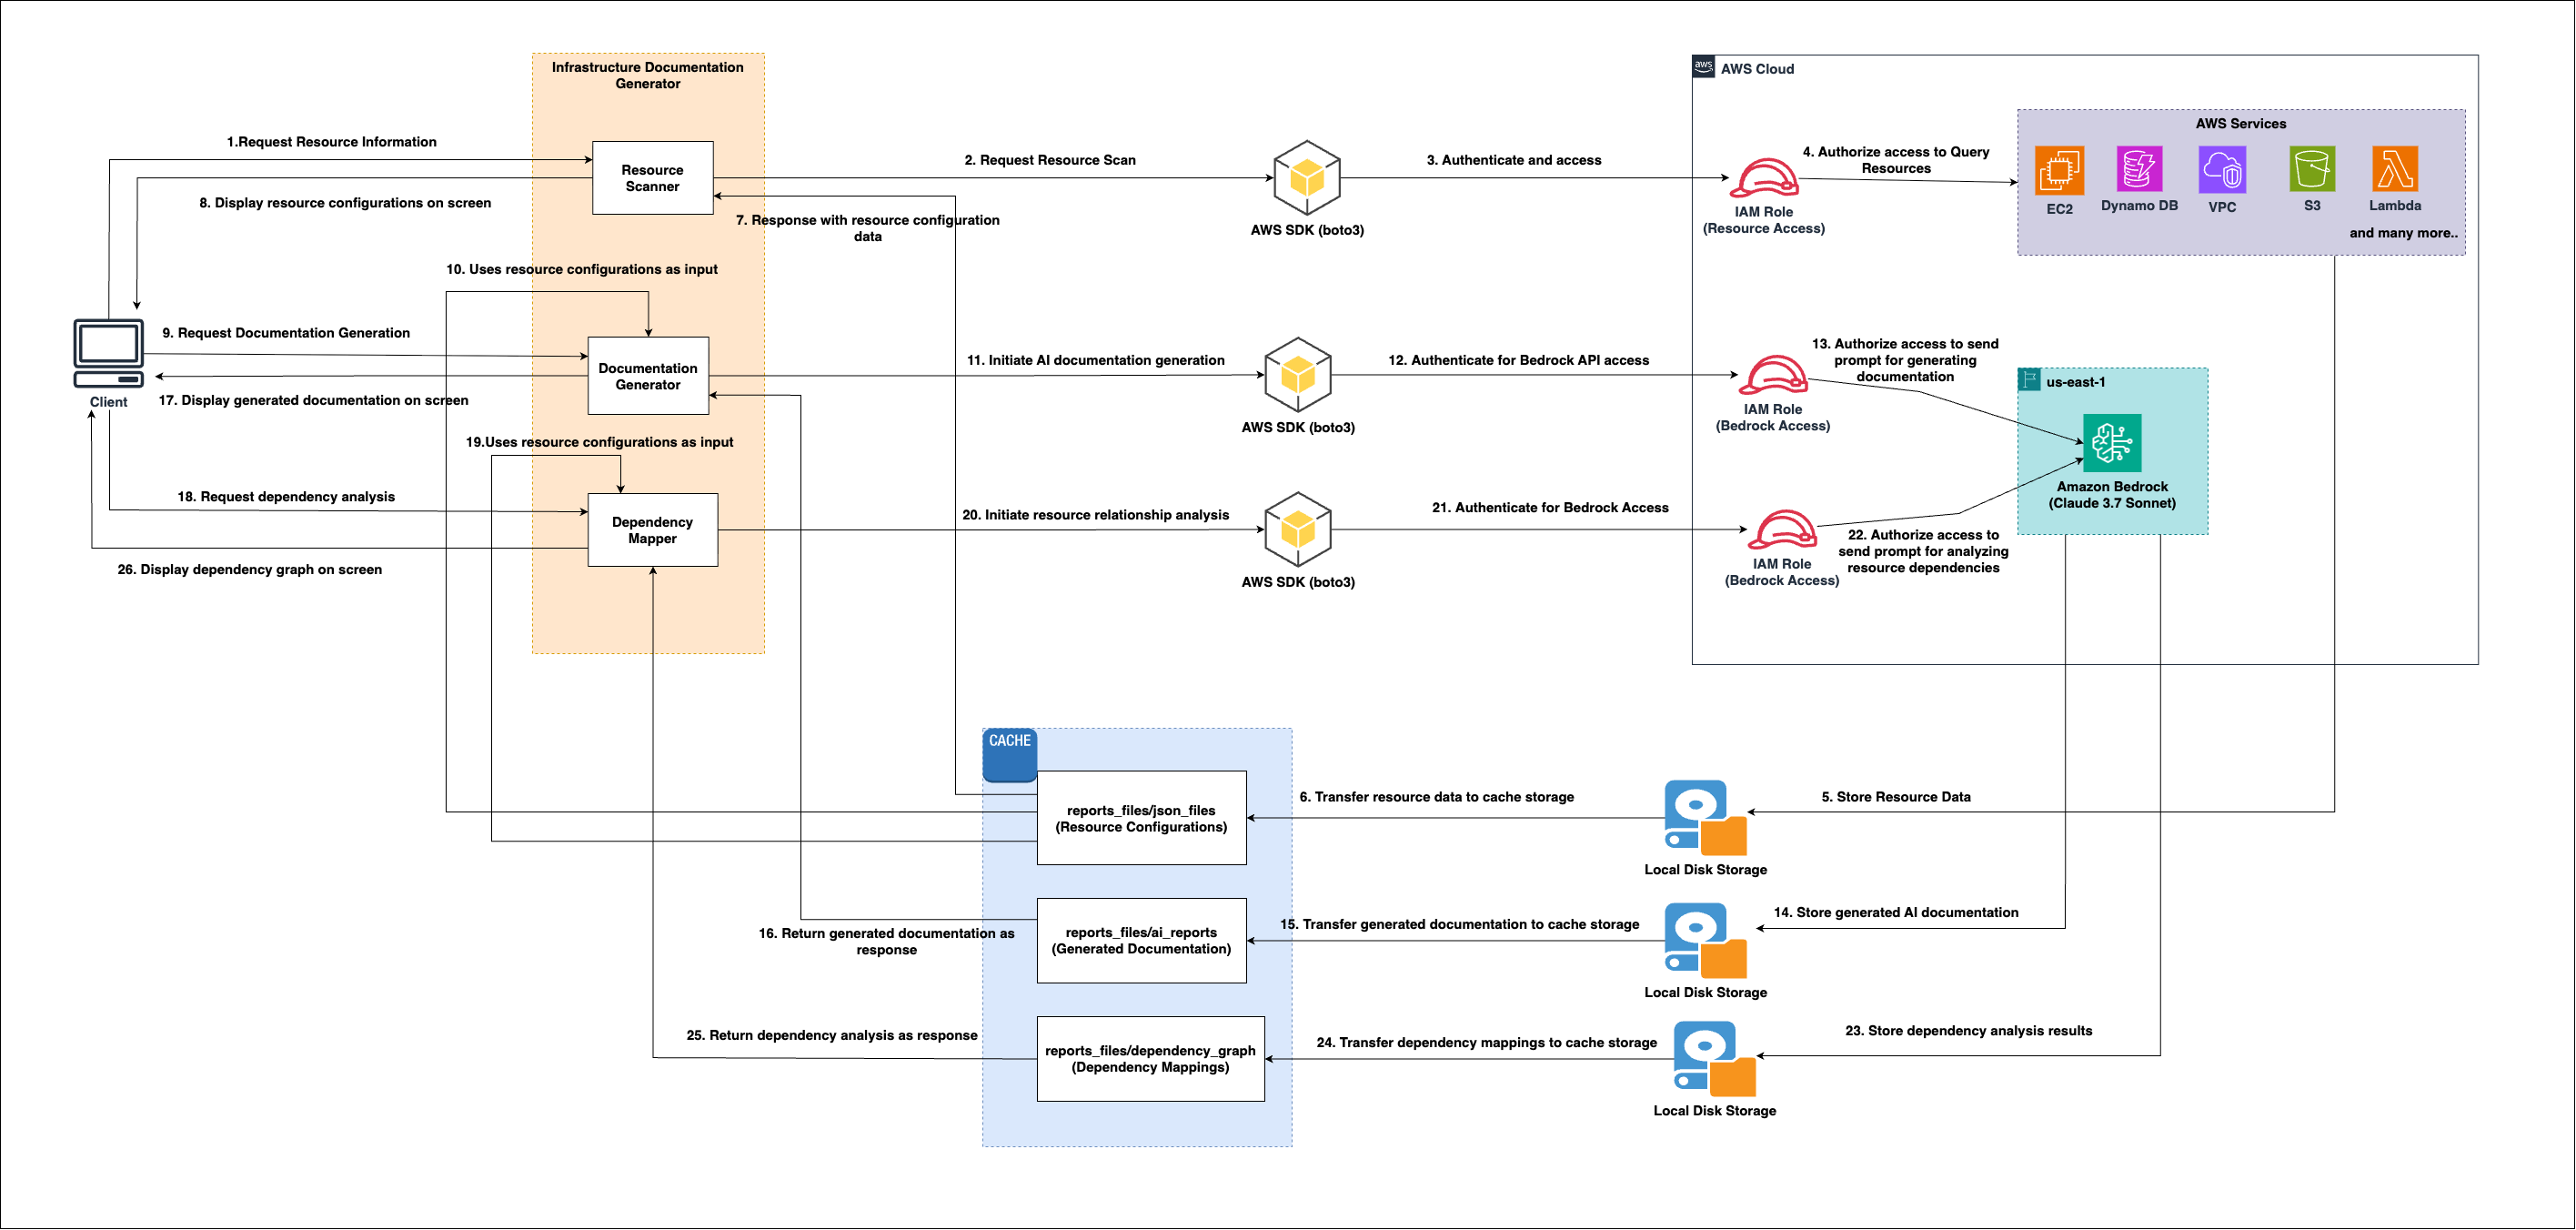 Infrastructure Documentation
Generator
aws
AWS Cloud
AWS Services
1.Request Resource Information
Resource
Scanner
2. Request Resource Scan
3. Authenticate and access
4. Authorize access to Query
Resources
8. Display resource configurations on screen
7. Response with resource configuration
data
AWS SDK (boto3)
IAM Role
(Resource Access)
EC2
Dynamo DB
VPC
S3
Lambda
and many more..
10. Uses resource configurations as input
9. Request Documentation Generation
Documentation
Generator
11. Initiate AI documentation generation
12. Authenticate for Bedrock API access
13. Authorize access to send
prompt for generating
documentation
us-east-1
Client
17. Display generated documentation on screen
AWS SDK (boto3)
IAM Role
(Bedrock Access)
19.Uses resource configurations as input
Amazon Bedrock
(Claude 3.7 Sonnet)
18. Request dependency analysis
Dependency
Mapper
20. Initiate resource relationship analysis
21. Authenticate for Bedrock Access
22. Authorize access to
send prompt for analyzing
resource dependencies
26. Display dependency graph on screen
AWS SDK (boto3)
IAM Role
(Bedrock Access)
CACHE
reports_files/json_files
(Resource Configurations)
6. Transfer resource data to cache storage
5. Store Resource Data
Local Disk Storage
16. Return generated documentation as
response
reports_files/ai_reports
(Generated Documentation)
15. Transfer generated documentation to cache storage
14. Store generated AI documentation
Local Disk Storage
25. Return dependency analysis as response
reports_files/dependency_graph
(Dependency Mappings)
24. Transfer dependency mappings to cache storage
23. Store dependency analysis results
Local Disk Storage